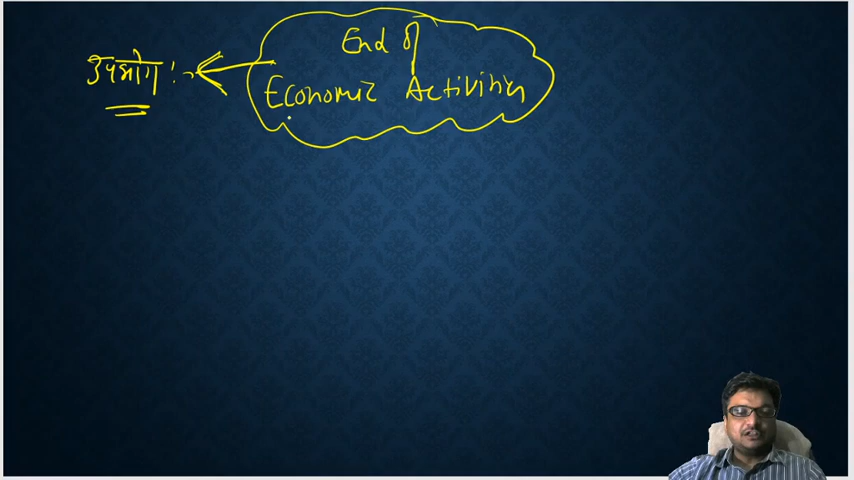 उपभोग :-
End of
Economic Activities